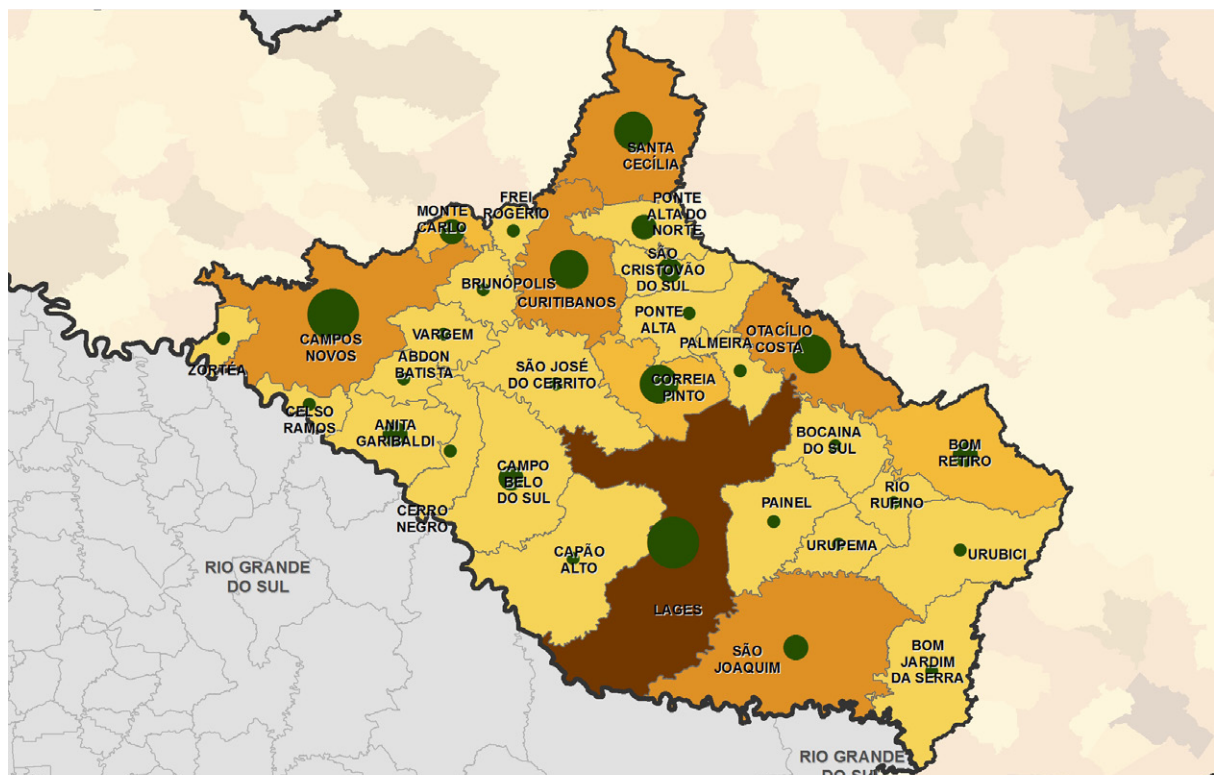 SANTA
CECÍLIA
FREI
ROGÉRIO
MONTE
CARLO
PONTE
ALTA DO
NORTE
SÃO
CRISTOVÃO
DO SUL
BRUNÓPOLIS
CURITIBANOS
PONTE
ALTA
OTACÍLIO
COSTA
CAMPOS
NOVOS
VARGEM
PALMEIRA
ZORTÉA
ABDON
BATISTA
SÃO JOSÉ
DO CERRITO
CORREIA
PINTO
CELSO
RAMOS
ANITA
GARIBALDI
BOCAINA
DO SUL
BOM
RETIRO
CAMPO
BELO
DO SUL
RIO
RUFINO
PAINEL
CERRO
NEGRO
CAPÃO
ALTO
URUPEMA
URUBICI
RIO GRANDE
DO SUL
LAGES
SÃO
JOAQUIM
BOM
JARDIM
DA SERRA
RIO GRANDE
DO SUL